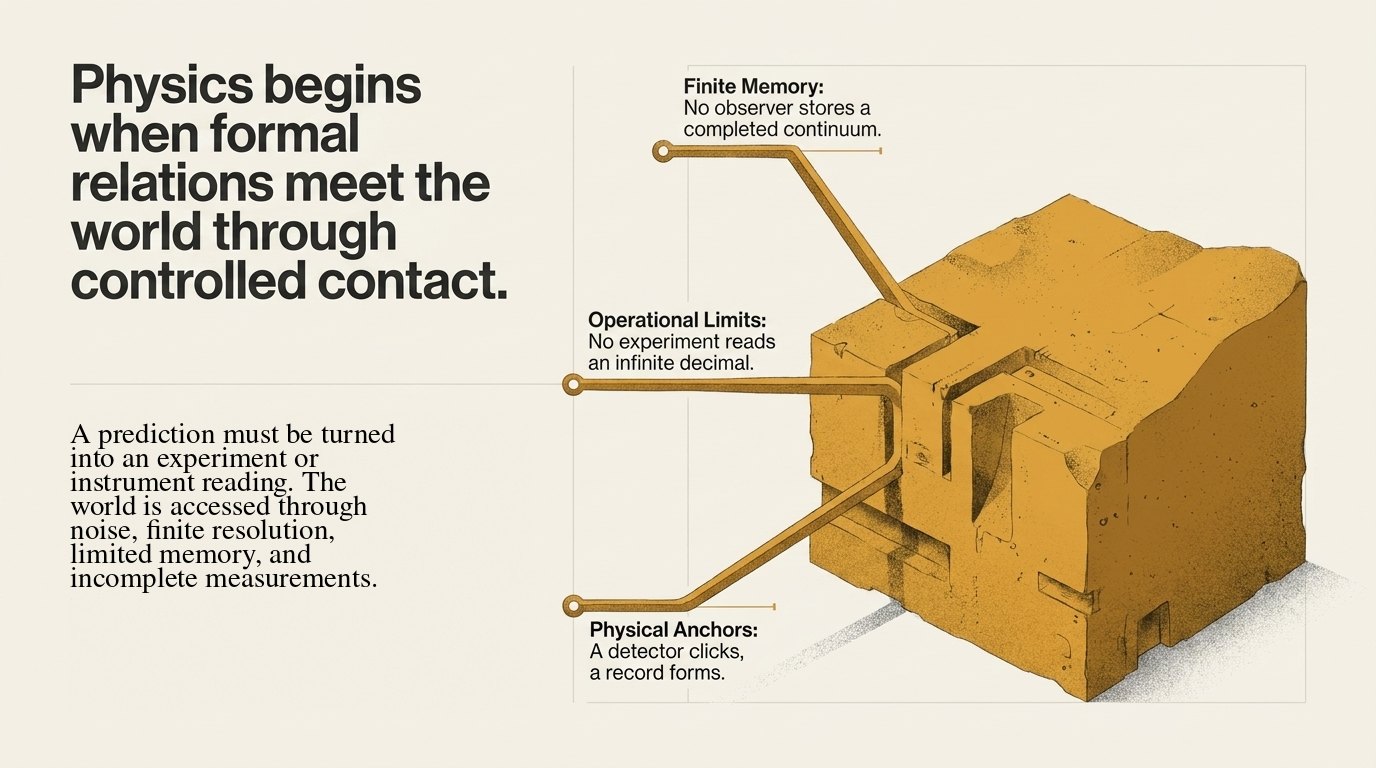 Physics begins
when formal
relations meet the
world through
controlled contact.
A prediction must be turned
into an experiment or
instrument reading. The
world is accessed through
noise, finite resolution,
limited memory, and
incomplete measurements.
Finite Memory:
No observer stores a
completed continuum.
Operational Limits:
No experiment reads
an infinite decimal.
Physical Anchors:
A detector clicks,
a record forms.